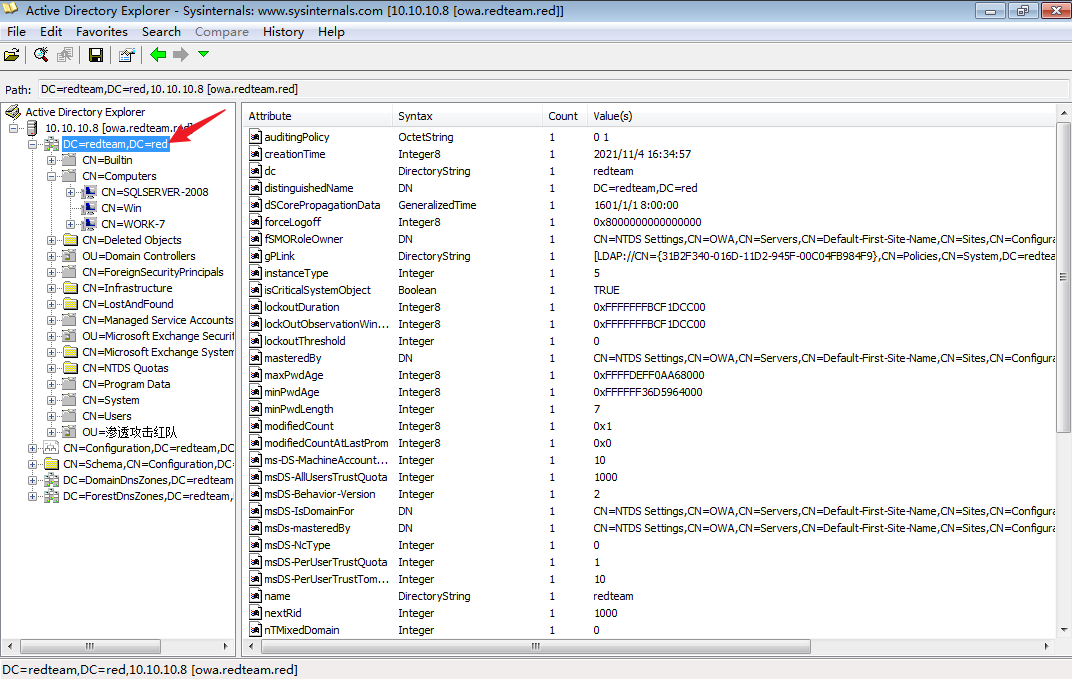 Active Directory Explorer - Sysinternals: www.sysinternals.com [10.10.10.8 [owa.redteam.red]]
File Edit Favorites Search Compare History Help
Path: DC=redteam,DC=red,10.10.10.8 [owa.redteam.red]
Active Directory Explorer
10.10.10.8 [owa.redteam.red]
DC=redteam,DC=red
CN=Builtin
CN=Computers
CN=SQLSERVER-2008
CN=Win
CN=WORK-7
CN=Deleted Objects
OU=Domain Controllers
CN=ForeignSecurityPrincipals
CN=Infrastructure
CN=LostAndFound
CN=Managed Service Accounts
OU=Microsoft Exchange Securit
CN=Microsoft Exchange System
CN=NTDS Quotas
CN=Program Data
CN=System
CN=Users
OU=渗透攻击红队
CN=Configuration,DC=redteam,DC
CN=Schema,CN=Configuration,DC
DC=DomainDnsZones,DC=redteam
DC=ForestDnsZones,DC=redteam,
Attribute Syntax Count Value(s)
auditingPolicy OctetString 1 0 1
creationTime Integer8 1 2021/11/4 16:34:57
dc DirectoryString 1 redteam
distinguishedName DN 1 DC=redteam,DC=red
dSCorePropagationData GeneralizedTime 1 1601/1/1 8:00:00
forceLogoff Integer8 1 0x8000000000000000
fSMORoleOwner DN 1 CN=NTDS Settings,CN=OWA,CN=Servers,CN=Default-First-Site-Name,CN=Sites,CN=Configura
gPLink DirectoryString 1 [LDAP://CN={31B2F340-016D-11D2-945F-00C04FB984F9},CN=Policies,CN=System,DC=redtea
instanceType Integer 1 5
isCriticalSystemObject Boolean 1 TRUE
lockoutDuration Integer8 1 0xFFFFFFFBCF1DCC00
lockOutObservationWin... Integer8 1 0xFFFFFFFBCF1DCC00
lockoutThreshold Integer 1 0
masteredBy DN 1 CN=NTDS Settings,CN=OWA,CN=Servers,CN=Default-First-Site-Name,CN=Sites,CN=Configura
maxPwdAge Integer8 1 0xFFFFDEFF0AA68000
minPwdAge Integer8 1 0xFFFFFF36D5964000
minPwdLength Integer 1 7
modifiedCount Integer8 1 0x1
modifiedCountAtLastProm Integer8 1 0x0
ms-DS-MachineAccount... Integer 1 10
msDS-AllUsersTrustQuota Integer 1 1000
msDS-Behavior-Version Integer 1 2
msDS-IsDomainFor DN 1 CN=NTDS Settings,CN=OWA,CN=Servers,CN=Default-First-Site-Name,CN=Sites,CN=Configura
msDs-masteredBy DN 1 CN=NTDS Settings,CN=OWA,CN=Servers,CN=Default-First-Site-Name,CN=Sites,CN=Configura
msDS-NcType Integer 1 0
msDS-PerUserTrustQuota Integer 1 1
msDS-PerUserTrustTom... Integer 1 10
name DirectoryString 1 redteam
nextRid Integer 1 1000
nTMixedDomain Integer 1 0
DC=redteam,DC=red,10.10.10.8 [owa.redteam.red]